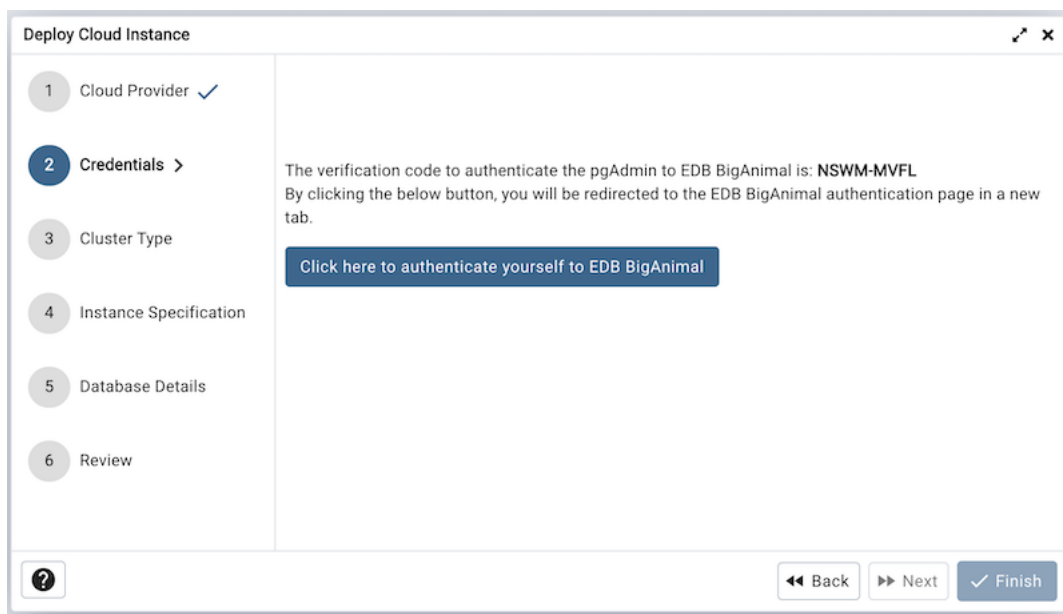 Deploy Cloud Instance
1 Cloud Provider
2 Credentials
3 Cluster Type
4 Instance Specification
5 Database Details
6 Review
The verification code to authenticate the pgAdmin to EDB BigAnimal is: NSWM-MVFL
By clicking the below button, you will be redirected to the EDB BigAnimal authentication page in a new
tab.
Click here to authenticate yourself to EDB BigAnimal
? Back Next Finish